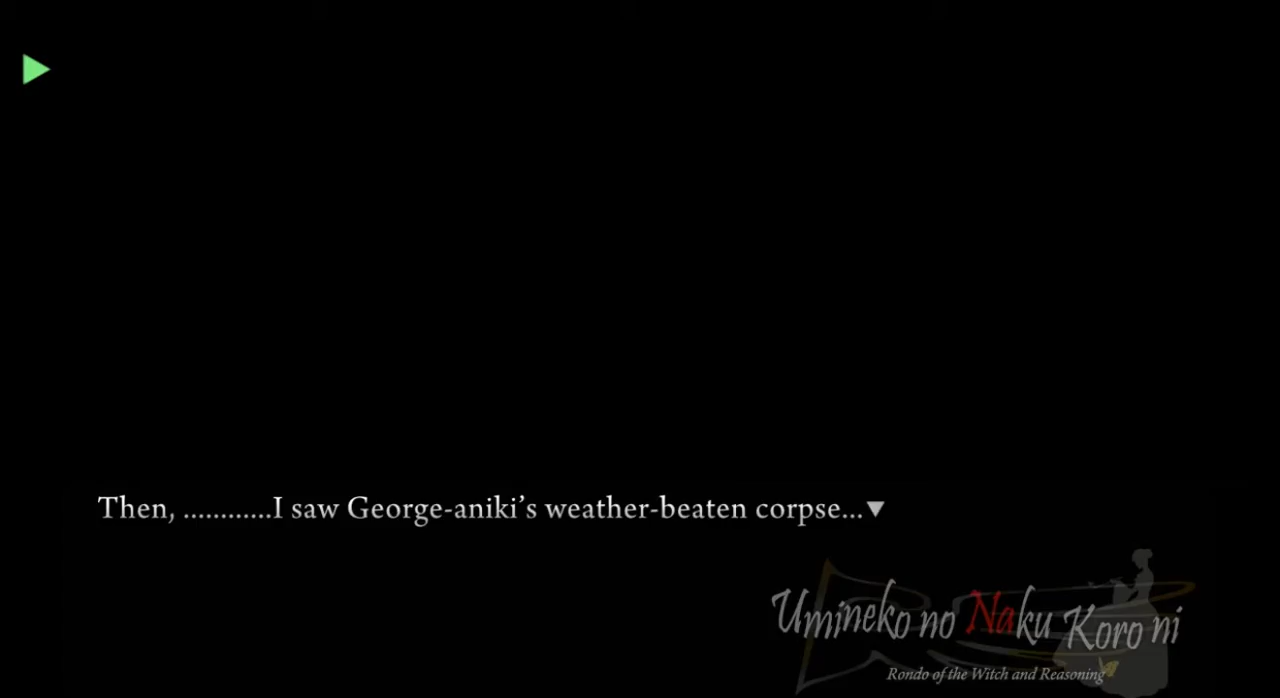 Then, ............I saw George-aniki’s weather-beaten corpse...
Umineko no Naku Koro ni
Rondo of the Witch and Reasoning